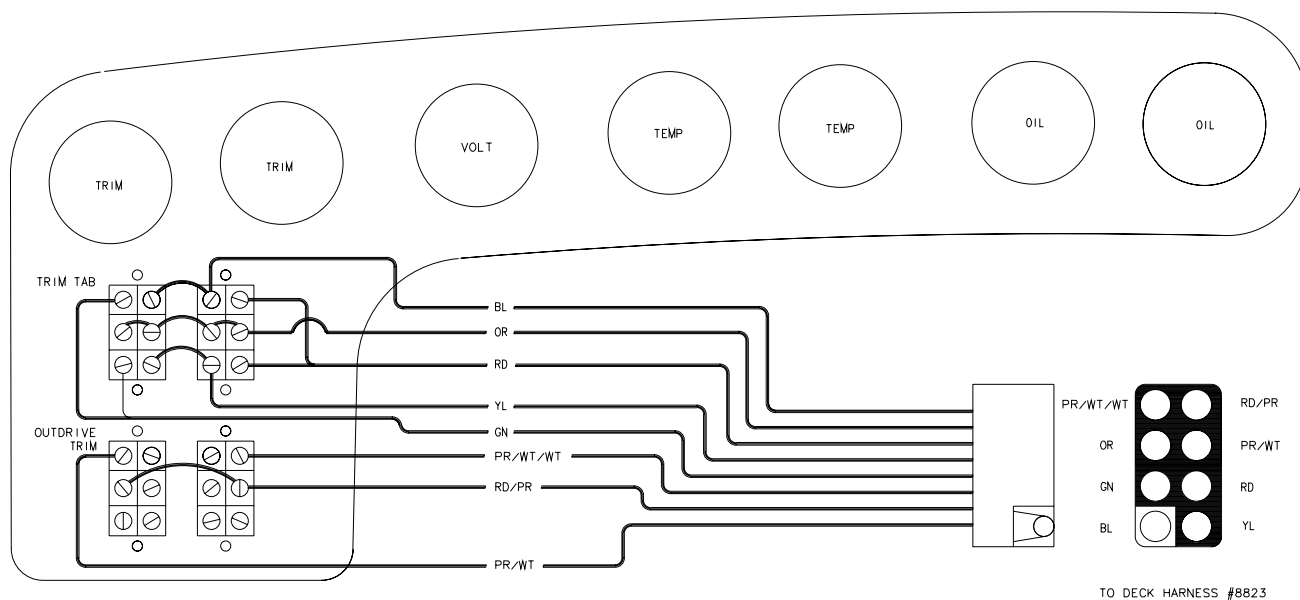 TRIM
TRIM
VOLT
TEMP
TEMP
OIL
OIL
TRIM TAB
BL
OR
RD
YL
GN
OUTDRIVE
TRIM
PR/WT/WT
RD/PR
PR/WT
PR/WT/WT
RD/PR
OR
PR/WT
GN
RD
BL
YL
TO DECK HARNESS #8823